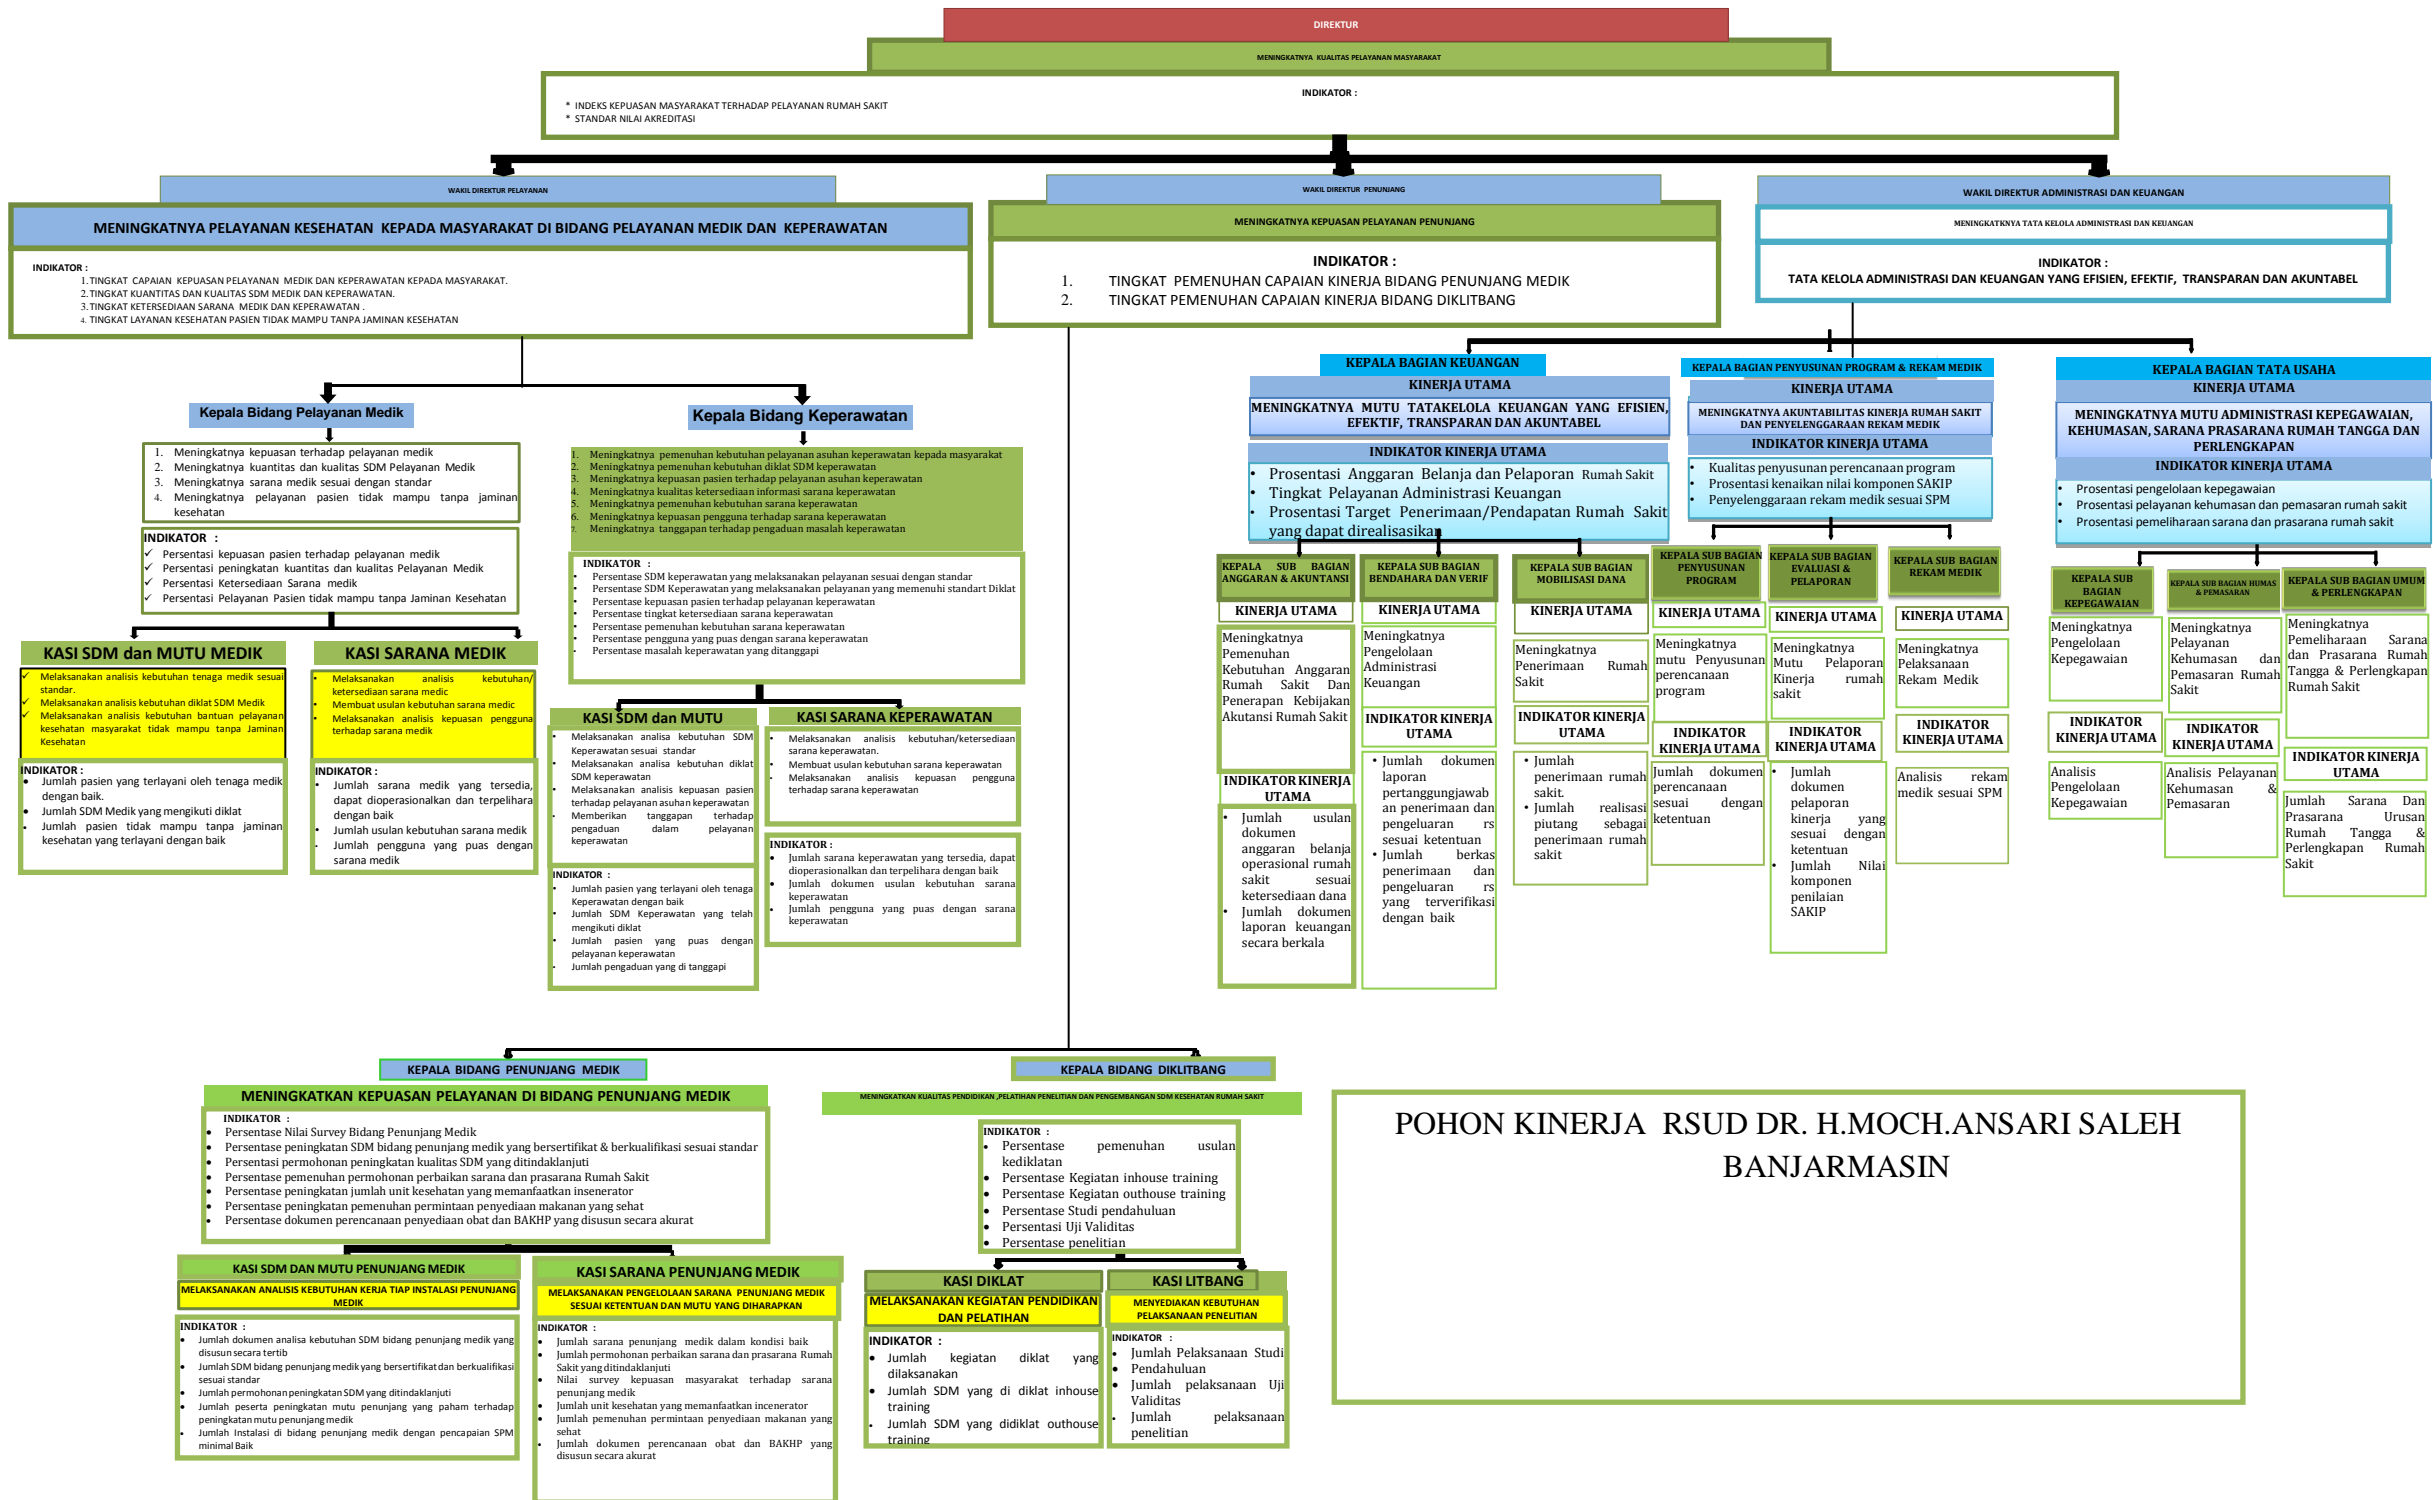 DIREKTUR
MENINGKATNYA KUALITAS PELAYANAN MASYARAKAT
INDIKATOR :
* INDEKS KEPUASAN MASYARAKAT TERHADAP PELAYANAN RUMAH SAKIT
* STANDAR NILAI AKREDITASI
WAKIL DIREKTUR PELAYANAN
MENINGKATNYA PELAYANAN KESEHATAN KEPADA MASYARAKAT DI BIDANG PELAYANAN MEDIK DAN KEPERAWATAN
INDIKATOR :
1. TINGKAT CAPAIAN KEPUASAN PELAYANAN MEDIK DAN KEPERAWATAN KEPADA MASYARAKAT.
2. TINGKAT KUANTITAS DAN KUALITAS SDM MEDIK DAN KEPERAWATAN.
3. TINGKAT KETERSEDIAAN SARANA MEDIK DAN KEPERAWATAN .
4. TINGKAT LAYANAN KESEHATAN PASIEN TIDAK MAMPU TANPA JAMINAN KESEHATAN
WAKIL DIREKTUR PENUNJANG
MENINGKATNYA KEPUASAN PELAYANAN PENUNJANG
INDIKATOR :
1. TINGKAT PEMENUHAN CAPAIAN KINERJA BIDANG PENUNJANG MEDIK
2. TINGKAT PEMENUHAN CAPAIAN KINERJA BIDANG DIKLITBANG
WAKIL DIREKTUR ADMINISTRASI DAN KEUANGAN
MENINGKATKNYA TATA KELOLA ADMINISTRASI DAN KEUANGAN
INDIKATOR :
TATA KELOLA ADMINISTRASI DAN KEUANGAN YANG EFISIEN, EFEKTIF, TRANSPARAN DAN AKUNTABEL
Kepala Bidang Pelayanan Medik
1. Meningkatnya kepuasan terhadap pelayanan medik
2. Meningkatnya kuantitas dan kualitas SDM Pelayanan Medik
3. Meningkatnya sarana medik sesuai dengan standar
4. Meningkatnya pelayanan pasien tidak mampu tanpa jaminan
kesehatan
INDIKATOR :
✓ Persentasi kepuasan pasien terhadap pelayanan medik
✓ Persentasi peningkatan kuantitas dan kualitas Pelayanan Medik
✓ Persentasi Ketersediaan Sarana medik
✓ Persentasi Pelayanan Pasien tidak mampu tanpa Jaminan Kesehatan
KASI SDM dan MUTU MEDIK
✓ Melaksanakan analisis kebutuhan tenaga medik sesuai
standar.
✓ Melaksanakan analisis kebutuhan diklat SDM Medik
✓ Melaksanakan analisis kebutuhan bantuan pelayanan
kesehatan masyarakat tidak mampu tanpa Jaminan
Kesehatan
INDIKATOR :
• Jumlah pasien yang terlayani oleh tenaga medik
dengan baik.
• Jumlah SDM Medik yang mengikuti diklat
• Jumlah pasien tidak mampu tanpa jaminan
kesehatan yang terlayani dengan baik
KASI SARANA MEDIK
• Melaksanakan analisis kebutuhan/
ketersediaan sarana medic
• Membuat usulan kebutuhan sarana medic
• Melaksanakan analisis kepuasan pengguna
terhadap sarana medik
INDIKATOR :
• Jumlah sarana medik yang tersedia,
dapat dioperasionalkan dan terpelihara
dengan baik
• Jumlah usulan kebutuhan sarana medik
• Jumlah pengguna yang puas dengan
sarana medik
Kepala Bidang Keperawatan
1. Meningkatnya pemenuhan kebutuhan pelayanan asuhan keperawatan kepada masyarakat
2. Meningkatnya pemenuhan kebutuhan diklat SDM keperawatan
3. Meningkatnya kepuasan pasien terhadap pelayanan asuhan keperawatan
4. Meningkatnya kualitas ketersediaan informasi sarana keperawatan
5. Meningkatnya pemenuhan kebutuhan sarana keperawatan
6. Meningkatnya kepuasan pengguna terhadap sarana keperawatan
7. Meningkatnya tanggapan terhadap pengaduan masalah keperawatan
INDIKATOR :
• Persentase SDM keperawatan yang melaksanakan pelayanan sesuai dengan standar
• Persentase SDM Keperawatan yang melaksanakan pelayanan yang memenuhi standart Diklat
• Persentase kepuasan pasien terhadap pelayanan keperawatan
• Persentase tingkat ketersediaan sarana keperawatan
• Persentase pemenuhan kebutuhan sarana keperawatan
• Persentase pengguna yang puas dengan sarana keperawatan
• Persentase masalah keperawatan yang ditanggapi
KASI SDM dan MUTU
• Melaksanakan analisa kebutuhan SDM
Keperawatan sesuai standar
• Melaksanakan analisa kebutuhan diklat
SDM keperawatan
• Melaksanakan analisis kepuasan pasien
terhadap pelayanan asuhan keperawatan
• Memberikan tanggapan terhadap
pengaduan dalam pelayanan
keperawatan
INDIKATOR :
• Jumlah pasien yang terlayani oleh tenaga
Keperawatan dengan baik
• Jumlah SDM Keperawatan yang telah
mengikuti diklat
• Jumlah pasien yang puas dengan
pelayanan keperawatan
• Jumlah pengaduan yang di tanggapi
KASI SARANA KEPERAWATAN
• Melaksanakan analisis kebutuhan/ketersediaan
sarana keperawatan.
• Membuat usulan kebutuhan sarana keperawatan
• Melaksanakan analisis kepuasan pengguna
terhadap sarana keperawatan
INDIKATOR :
• Jumlah sarana keperawatan yang tersedia, dapat
dioperasionalkan dan terpelihara dengan baik
• Jumlah dokumen usulan kebutuhan sarana
keperawatan
• Jumlah pengguna yang puas dengan sarana
keperawatan
KEPALA BAGIAN KEUANGAN
KINERJA UTAMA
MENINGKATNYA MUTU TATAKELOLA KEUANGAN YANG EFISIEN,
EFEKTIF, TRANSPARAN DAN AKUNTABEL
INDIKATOR KINERJA UTAMA
• Prosentasi Anggaran Belanja dan Pelaporan Rumah Sakit
• Tingkat Pelayanan Administrasi Keuangan
• Prosentasi Target Penerimaan/Pendapatan Rumah Sakit
yang dapat direalisasikan
KEPALA SUB BAGIAN
ANGGARAN & AKUNTANSI
KINERJA UTAMA
Meningkatnya
Pemenuhan
Kebutuhan Anggaran
Rumah Sakit Dan
Penerapan Kebijakan
Akutansi Rumah Sakit
INDIKATOR KINERJA
UTAMA
• Jumlah usulan
dokumen
anggaran belanja
operasional rumah
sakit sesuai
ketersediaan dana
• Jumlah dokumen
laporan keuangan
secara berkala
KEPALA SUB BAGIAN
BENDAHARA DAN VERIF
KINERJA UTAMA
Meningkatnya
Pengelolaan
Administrasi
Keuangan
INDIKATOR KINERJA
UTAMA
• Jumlah dokumen
laporan
pertanggungjawab
an penerimaan dan
pengeluaran rs
sesuai ketentuan
• Jumlah berkas
penerimaan dan
pengeluaran rs
yang terverifikasi
dengan baik
KEPALA SUB BAGIAN
MOBILISASI DANA
KINERJA UTAMA
Meningkatnya
Penerimaan Rumah
Sakit
INDIKATOR KINERJA
UTAMA
• Jumlah
penerimaan rumah
sakit.
• Jumlah realisasi
piutang sebagai
penerimaan rumah
sakit
KEPALA BAGIAN PENYUSUNAN PROGRAM & REKAM MEDIK
KINERJA UTAMA
MENINGKATNYA AKUNTABILITAS KINERJA RUMAH SAKIT
DAN PENYELENGGARAAN REKAM MEDIK
INDIKATOR KINERJA UTAMA
• Kualitas penyusunan perencanaan program
• Prosentasi kenaikan nilai komponen SAKIP
• Penyelenggaraan rekam medik sesuai SPM
KEPALA SUB BAGIAN
PENYUSUNAN
PROGRAM
KINERJA UTAMA
Meningkatnya
mutu Penyusunan
perencanaan
program
INDIKATOR
KINERJA UTAMA
Jumlah dokumen
perencanaan
sesuai dengan
ketentuan
KEPALA SUB BAGIAN
EVALUASI &
PELAPORAN
KINERJA UTAMA
Meningkatnya
Mutu Pelaporan
Kinerja rumah
sakit
INDIKATOR
KINERJA UTAMA
• Jumlah
dokumen
pelaporan
kinerja yang
sesuai dengan
ketentuan
• Jumlah Nilai
komponen
penilaian
SAKIP
KEPALA SUB BAGIAN
REKAM MEDIK
KINERJA UTAMA
Meningkatnya
Pelaksanaan
Rekam Medik
INDIKATOR
KINERJA UTAMA
Analisis rekam
medik sesuai SPM
KEPALA BAGIAN TATA USAHA
KINERJA UTAMA
MENINGKATNYA MUTU ADMINISTRASI KEPEGAWAIAN,
KEHUMASAN, SARANA PRASARANA RUMAH TANGGA DAN
PERLENGKAPAN
INDIKATOR KINERJA UTAMA
• Prosentasi pengelolaan kepegawaian
• Prosentasi pelayanan kehumasan dan pemasaran rumah sakit
• Prosentasi pemeliharaan sarana dan prasarana rumah sakit
KEPALA SUB
BAGIAN
KEPEGAWAIAN
Meningkatnya
Pengelolaan
Kepegawaian
INDIKATOR
KINERJA UTAMA
Analisis
Pengelolaan
Kepegawaian
KEPALA SUB BAGIAN HUMAS
& PEMASARAN
Meningkatnya
Pelayanan
Kehumasan dan
Pemasaran Rumah
Sakit
INDIKATOR
KINERJA UTAMA
Analisis Pelayanan
Kehumasan &
Pemasaran
KEPALA SUB BAGIAN UMUM
& PERLENGKAPAN
Meningkatnya
Pemeliharaan Sarana
dan Prasarana Rumah
Tangga & Perlengkapan
Rumah Sakit
INDIKATOR KINERJA
UTAMA
Jumlah Sarana Dan
Prasarana Urusan
Rumah Tangga &
Perlengkapan Rumah
Sakit
KEPALA BIDANG PENUNJANG MEDIK
MENINGKATKAN KEPUASAN PELAYANAN DI BIDANG PENUNJANG MEDIK
INDIKATOR :
• Persentase Nilai Survey Bidang Penunjang Medik
• Persentase peningkatan SDM bidang penunjang medik yang bersertifikat & berkualifikasi sesuai standar
• Persentasi permohonan peningkatan kualitas SDM yang ditindaklanjuti
• Persentase pemenuhan permohonan perbaikan sarana dan prasarana Rumah Sakit
• Persentase peningkatan jumlah unit kesehatan yang memanfaatkan insenerator
• Persentase peningkatan pemenuhan permintaan penyediaan makanan yang sehat
• Persentase dokumen perencanaan penyediaan obat dan BAKHP yang disusun secara akurat
KASI SDM DAN MUTU PENUNJANG MEDIK
MELAKSANAKAN ANALISIS KEBUTUHAN KERJA TIAP INSTALASI PENUNJANG
MEDIK
INDIKATOR :
• Jumlah dokumen analisa kebutuhan SDM bidang penunjang medik yang
disusun secara tertib
• Jumlah SDM bidang penunjang medik yang bersertifikat dan berkualifikasi
sesuai standar
• Jumlah permohonan peningkatan SDM yang ditindaklanjuti
• Jumlah peserta peningkatan mutu penunjang yang paham terhadap
peningkatan mutu penunjang medik
• Jumlah Instalasi di bidang penunjang medik dengan pencapaian SPM
minimal Baik
KASI SARANA PENUNJANG MEDIK
MELAKSANAKAN PENGELOLAAN SARANA PENUNJANG MEDIK
SESUAI KETENTUAN DAN MUTU YANG DIHARAPKAN
INDIKATOR :
• Jumlah sarana penunjang medik dalam kondisi baik
• Jumlah permohonan perbaikan sarana dan prasarana Rumah
Sakit yang ditindaklanjuti
• Nilai survey kepuasan masyarakat terhadap sarana
penunjang medik
• Jumlah unit kesehatan yang memanfaatkan incenerator
• Jumlah pemenuhan permintaan penyediaan makanan yang
sehat
• Jumlah dokumen perencanaan obat dan BAKHP yang
disusun secara akurat
KEPALA BIDANG DIKLITBANG
MENINGKATKAN KUALITAS PENDIDIKAN ,PELATIHAN PENELITIAN DAN PENGEMBANGAN SDM KESEHATAN RUMAH SAKIT
INDIKATOR :
• Persentase pemenuhan usulan
kediklatan
• Persentase Kegiatan inhouse training
• Persentase Kegiatan outhouse training
• Persentase Studi pendahuluan
• Persentasi Uji Validitas
• Persentase penelitian
KASI DIKLAT
MELAKSANAKAN KEGIATAN PENDIDIKAN
DAN PELATIHAN
INDIKATOR :
• Jumlah kegiatan diklat yang
dilaksanakan
• Jumlah SDM yang di diklat inhouse
training
• Jumlah SDM yang didiklat outhouse
training
KASI LITBANG
MENYEDIAKAN KEBUTUHAN
PELAKSANAAN PENELITIAN
INDIKATOR :
• Jumlah Pelaksanaan Studi
• Pendahuluan
• Jumlah pelaksanaan Uji
Validitas
• Jumlah pelaksanaan
penelitian
POHON KINERJA RSUD DR. H.MOCH.ANSARI SALEH
BANJARMASIN